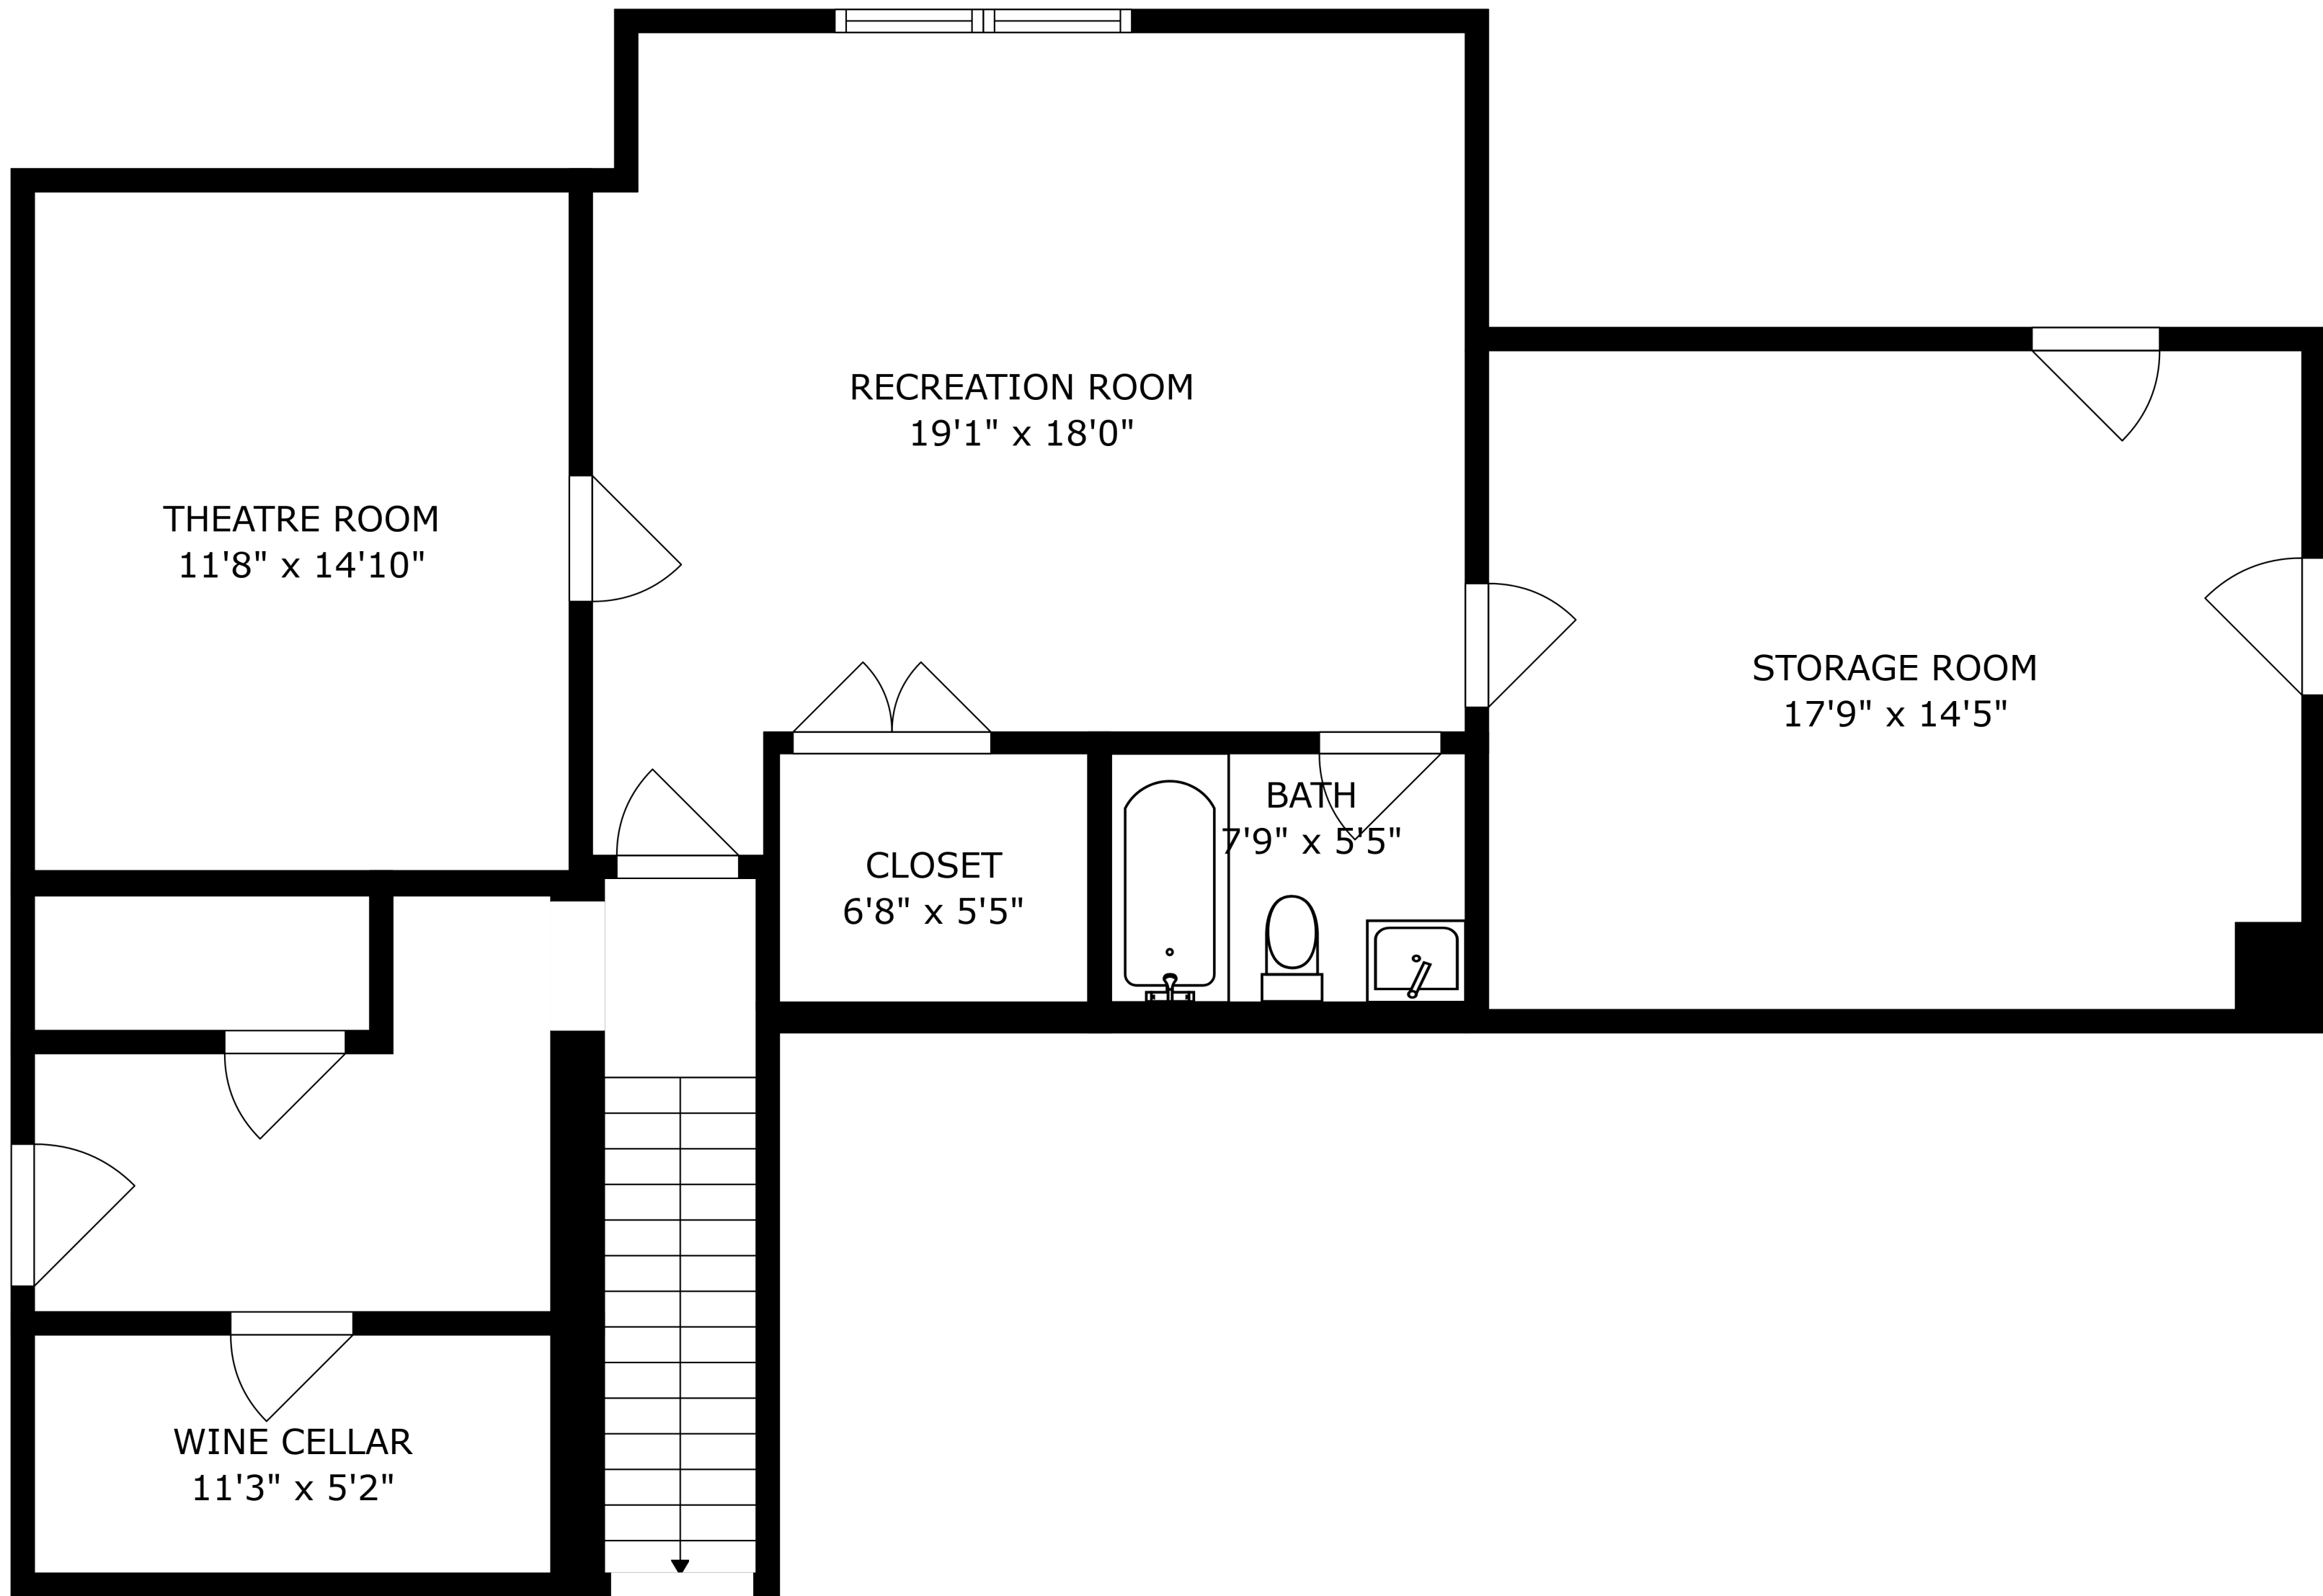 RECREATION ROOM
19'1" x 18'0"
THEATRE ROOM
11'8" x 14'10"
STORAGE ROOM
17'9" x 14'5"
BATH
7'9" x 5'5"
CLOSET
6'8" x 5'5"
WINE CELLAR
11'3" x 5'2"